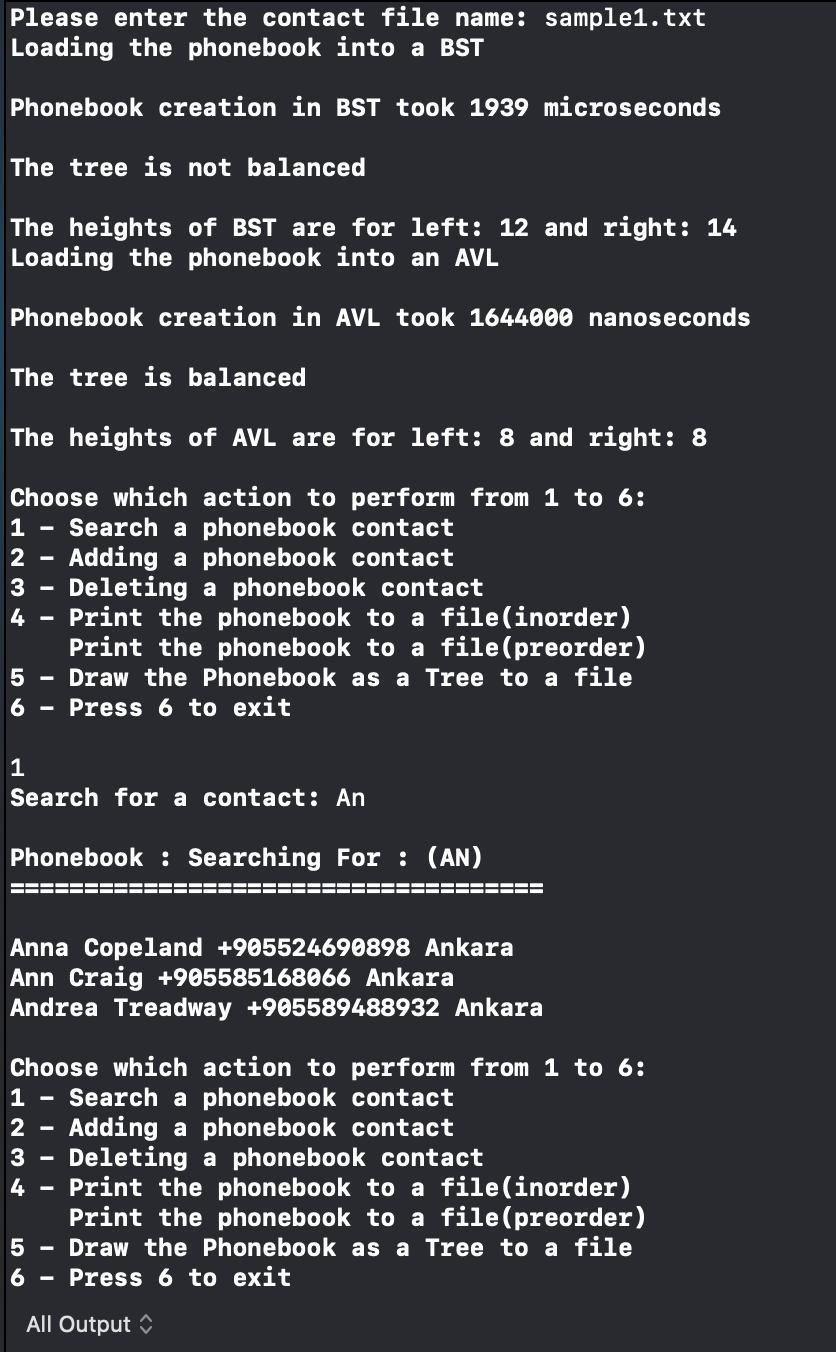 Please enter the contact file name: sample1.txt
Loading the phonebook into a BST
Phonebook creation in BST took 1939 microseconds
The tree is not balanced
The heights of BST are for left: 12 and right: 14
Loading the phonebook into an AVL
Phonebook creation in AVL took 1644000 nanoseconds
The tree is balanced
The heights of AVL are for left: 8 and right: 8
Choose which action to perform from 1 to 6:
1 – Search a phonebook contact
2 – Adding a phonebook contact
3 – Deleting a phonebook contact
4 – Print the phonebook to a file(inorder)
    Print the phonebook to a file(preorder)
5 – Draw the Phonebook as a Tree to a file
6 – Press 6 to exit
1
Search for a contact: An
Phonebook : Searching For : (AN)
====================================
Anna Copeland +905524690898 Ankara
Ann Craig +905585168066 Ankara
Andrea Treadway +905589488932 Ankara
Choose which action to perform from 1 to 6:
1 – Search a phonebook contact
2 – Adding a phonebook contact
3 – Deleting a phonebook contact
4 – Print the phonebook to a file(inorder)
    Print the phonebook to a file(preorder)
5 – Draw the Phonebook as a Tree to a file
6 – Press 6 to exit
All Output